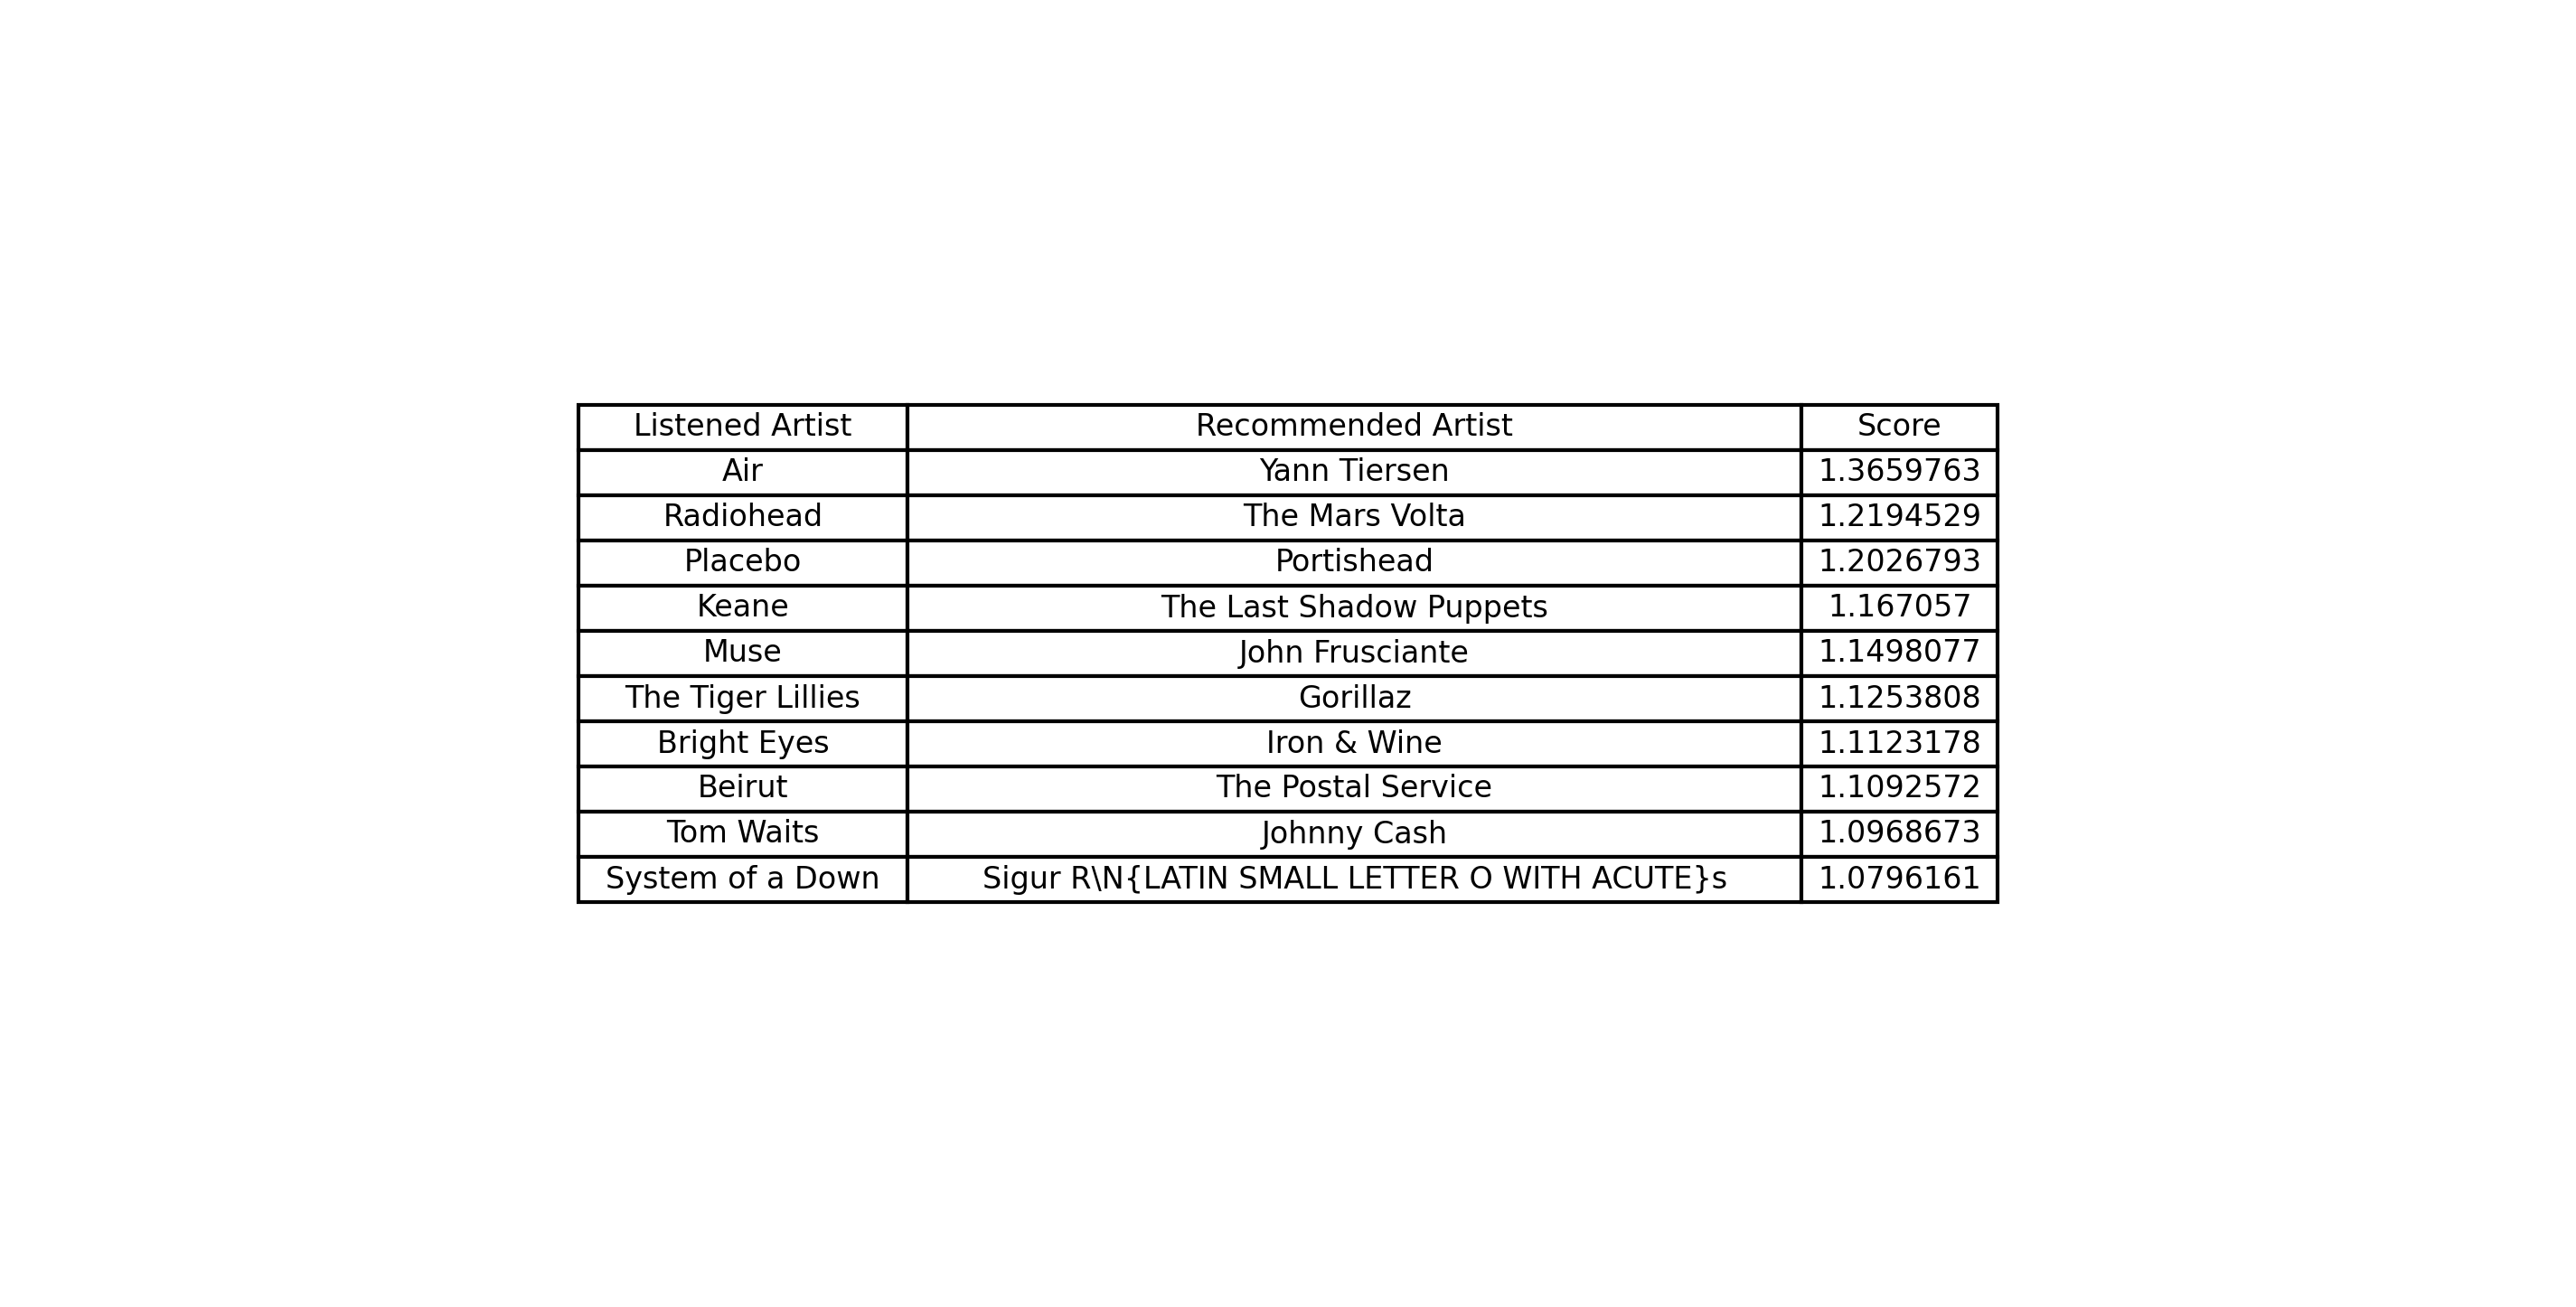 Listened Artist Recommended Artist Score
Air Yann Tiersen 1.3659763
Radiohead The Mars Volta 1.2194529
Placebo Portishead 1.2026793
Keane The Last Shadow Puppets 1.167057
Muse John Frusciante 1.1498077
The Tiger Lillies Gorillaz 1.1253808
Bright Eyes Iron & Wine 1.1123178
Beirut The Postal Service 1.1092572
Tom Waits Johnny Cash 1.0968673
System of a Down Sigur R\N{LATIN SMALL LETTER O WITH ACUTE}s 1.0796161